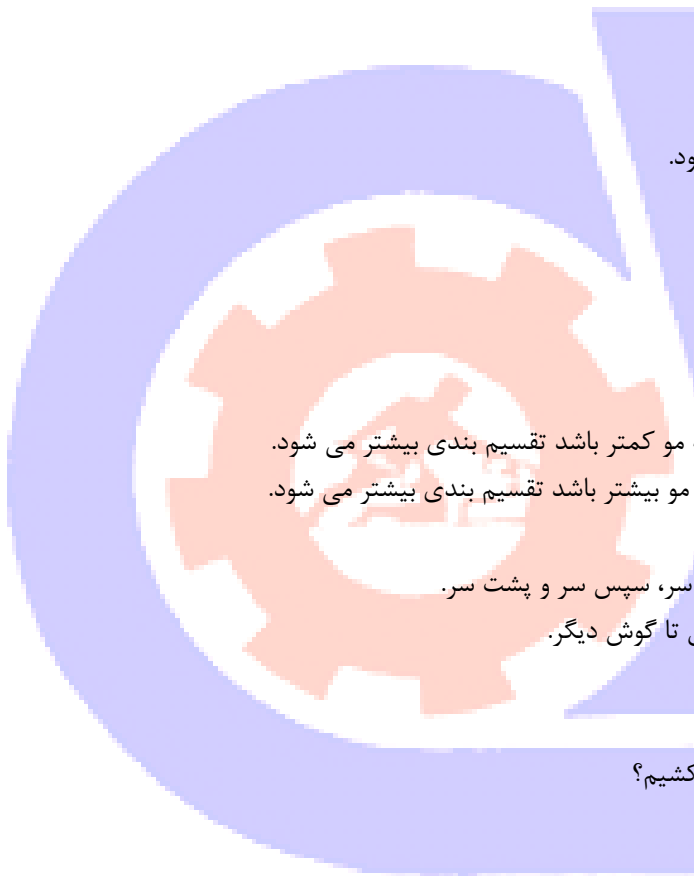 مو کمتر باشد تقسیم بندی بیشتر می شود.
مو بیشتر باشد تقسیم بندی بیشتر می شود.
سر، سپس سر و پشت سر.
تا گوش دیگر.
کشیم؟